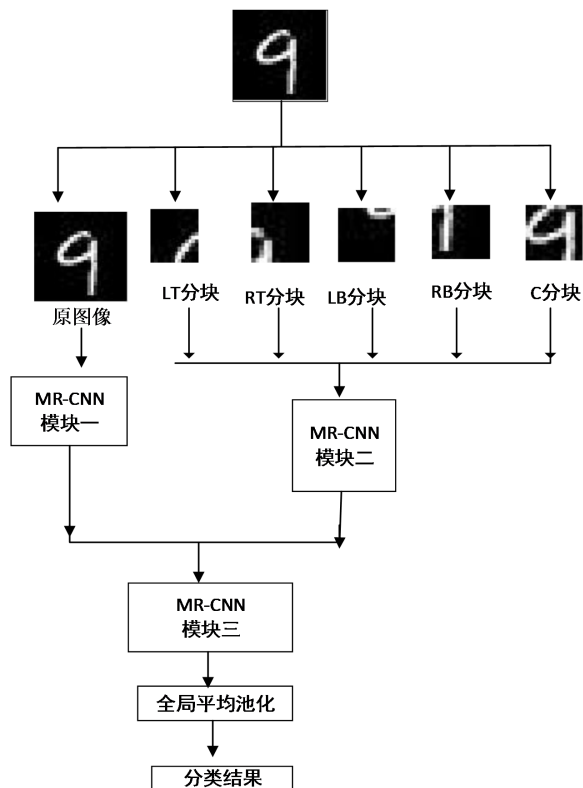 原图像
LT分块
RT分块
LB分块
RB分块
C分块
MR-CNN
模块一
MR-CNN
模块二
MR-CNN
模块三
全局平均池化
分类结果